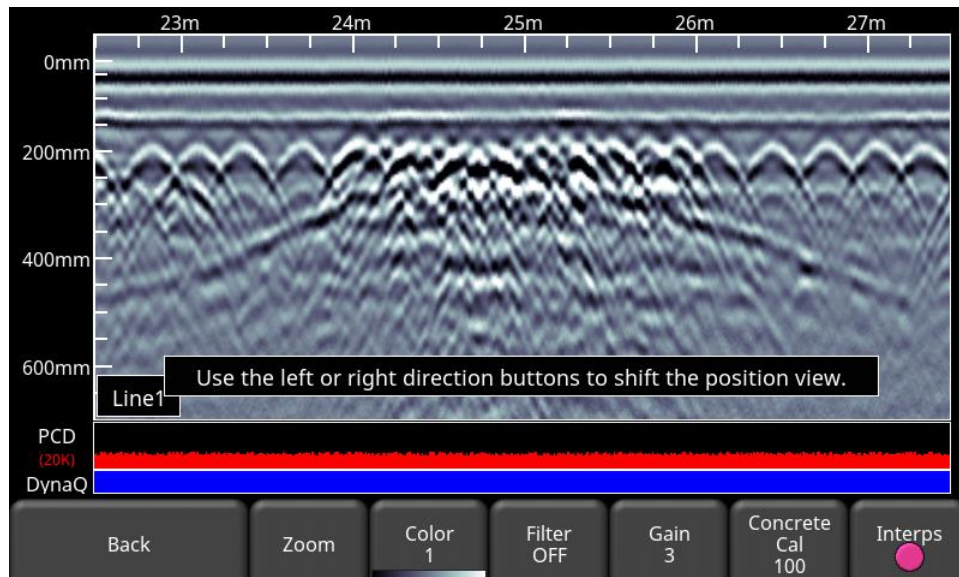 23m 24m 25m 26m 27m
0mm
200mm
400mm
600mm
Use the left or right direction buttons to shift the position view.
Line1
PCD
(20K)
DynaQ
Back
Zoom
Color
1
Filter
OFF
Gain
3
Concrete
Cal
100
Interps